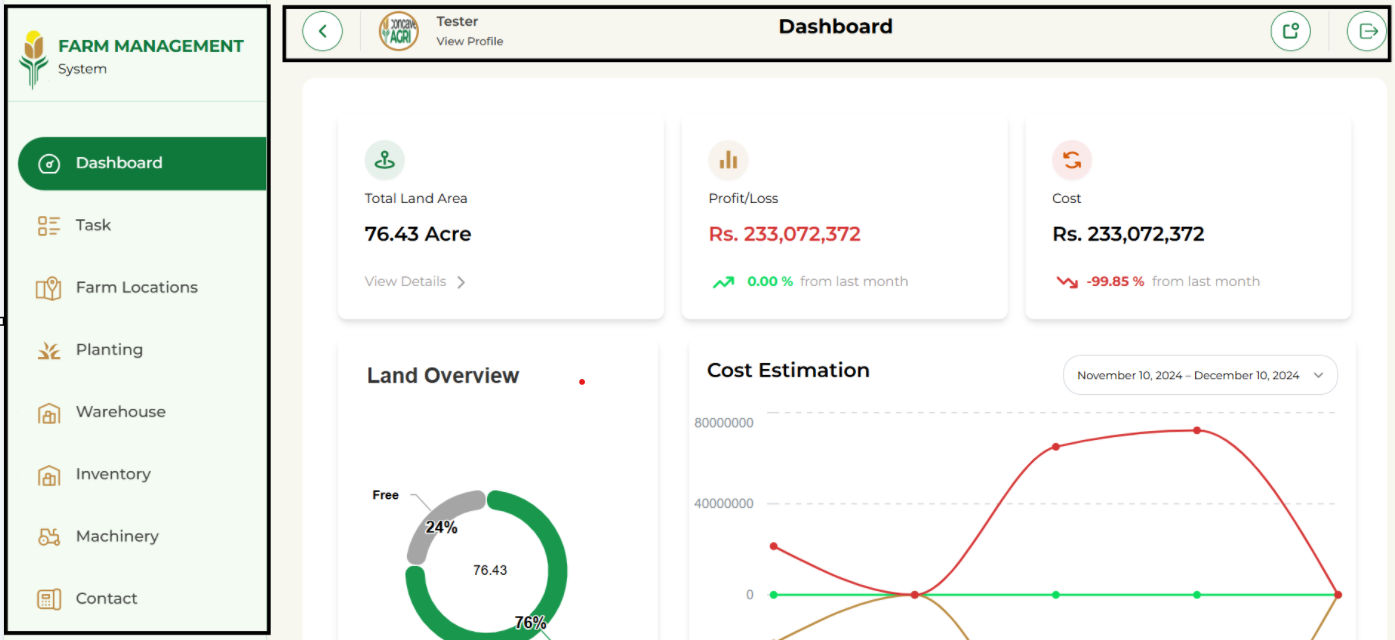 FARM MANAGEMENT
System
Dashboard
Task
Farm Locations
Planting
Warehouse
Inventory
Machinery
Contact
concave
AGRI
Tester
View Profile
Dashboard
Total Land Area
76.43 Acre
View Details
Profit/Loss
Rs. 233,072,372
0.00 % from last month
Cost
Rs. 233,072,372
-99.85 % from last month
Land Overview
Free
24%
76.43
76%
Cost Estimation
November 10, 2024 – December 10, 2024
80000000
40000000
0